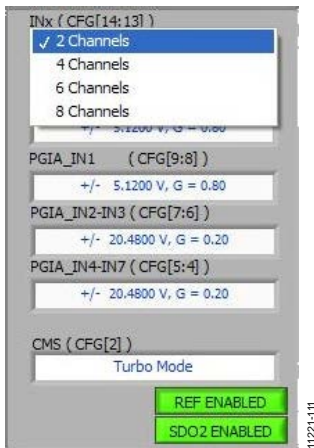 INx ( CFG[14:13] )
✓ 2 Channels
4 Channels
6 Channels
8 Channels
+/- 5.1200 V, G = 0.80
PGIA_IN1 ( CFG[9:8] )
+/- 5.1200 V, G = 0.80
PGIA_IN2-IN3 ( CFG[7:6] )
+/- 20.4800 V, G = 0.20
PGIA_IN4-IN7 ( CFG[5:4] )
+/- 20.4800 V, G = 0.20
CMS ( CFG[2] )
Turbo Mode
REF ENABLED
SDO2 ENABLED
11221-111